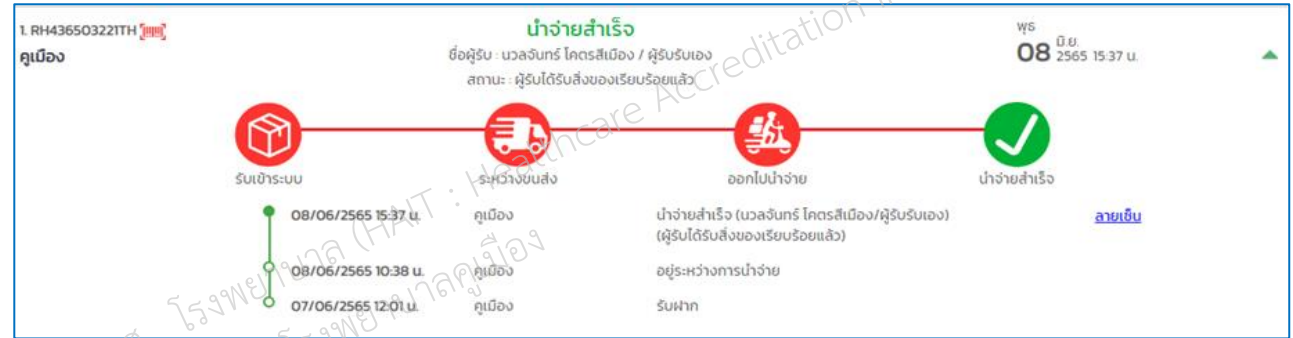 1. RH436503221TH
คูเมือง
นำจ่ายสำเร็จ
ชื่อผู้รับ : นวลจันทร์ โคตรสีเมือง / ผู้รับรับเอง
สถานะ : ผู้รับได้รับสิ่งของเรียบร้อยแล้ว
พุธ
08 มิ.ย. 2565 15:37 น.
รับเข้าระบบ
ระหว่างขนส่ง
ออกไปนำจ่าย
นำจ่ายสำเร็จ
08/06/2565 15:37 น. คูเมือง นำจ่ายสำเร็จ (นวลจันทร์ โคตรสีเมือง/ผู้รับรับเอง) ลายเซ็น
(ผู้รับได้รับสิ่งของเรียบร้อยแล้ว)
08/06/2565 10:38 น. คูเมือง อยู่ระหว่างการนำจ่าย
07/06/2565 12:01 น. คูเมือง รับฝาก
โรงพยาบาล (HAIT : Healthcare Accreditation
โรงพยาบาลคูเมือง